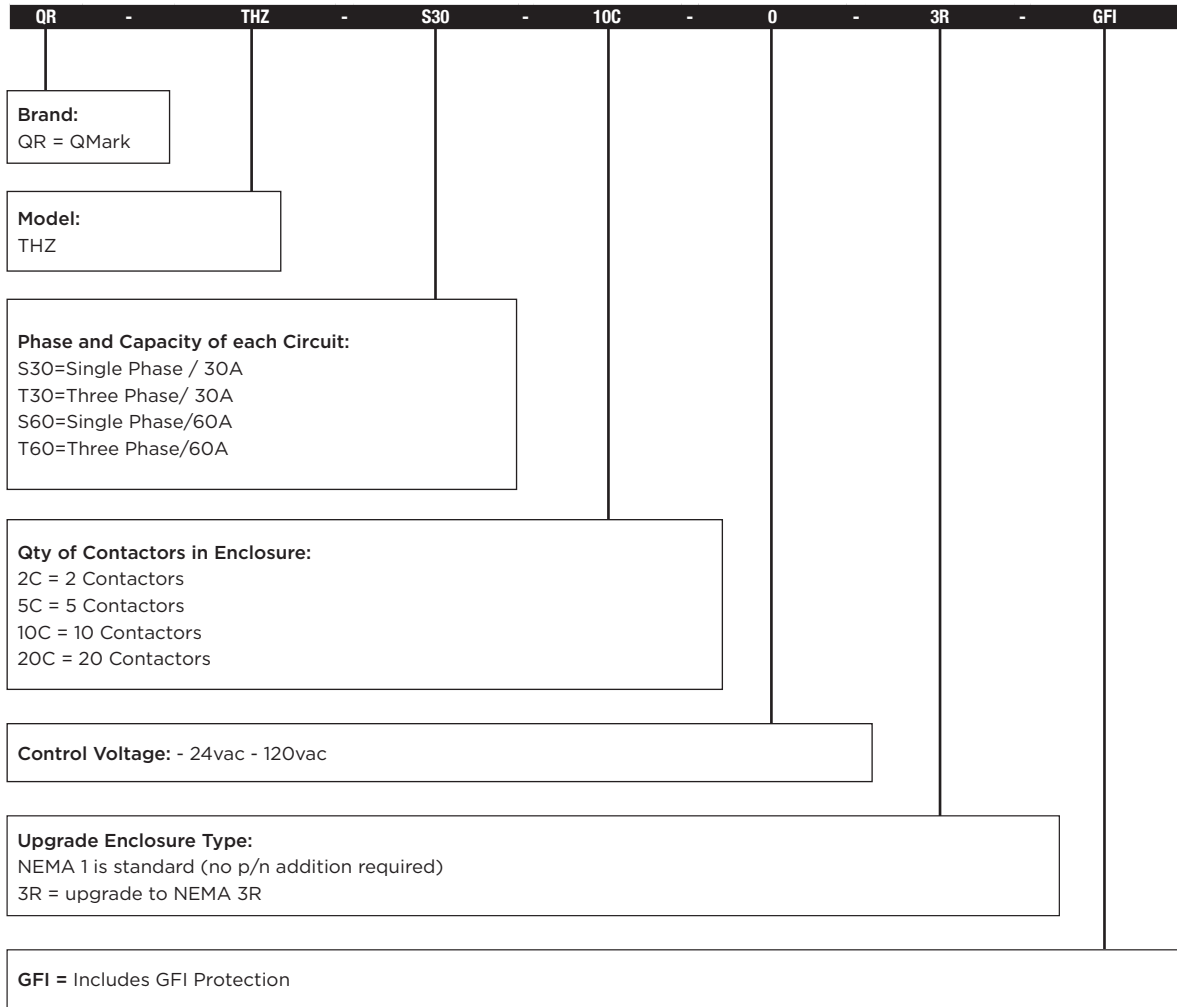 QR - THZ - S30 - 10C - 0 - 3R - GFI
Brand:
QR = QMark
Model:
THZ
Phase and Capacity of each Circuit:
S30=Single Phase / 30A
T30=Three Phase/ 30A
S60=Single Phase/60A
T60=Three Phase/60A
Qty of Contactors in Enclosure:
2C = 2 Contactors
5C = 5 Contactors
10C = 10 Contactors
20C = 20 Contactors
Control Voltage: - 24vac - 120vac
Upgrade Enclosure Type:
NEMA 1 is standard (no p/n addition required)
3R = upgrade to NEMA 3R
GFI = Includes GFI Protection